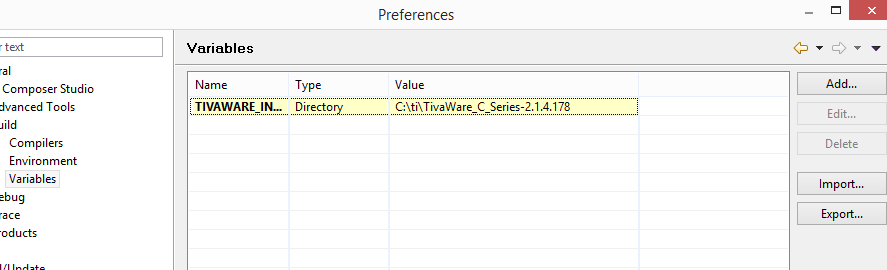 Preferences
r text
Variables
ral
Composer Studio
dvanced Tools
uild
Compilers
Environment
Variables
ebug
race
roducts
l/Update
Name Type Value
TIVAWARE_IN... Directory C:\ti\TivaWare_C_Series-2.1.4.178
Add...
Edit...
Delete
Import...
Export...